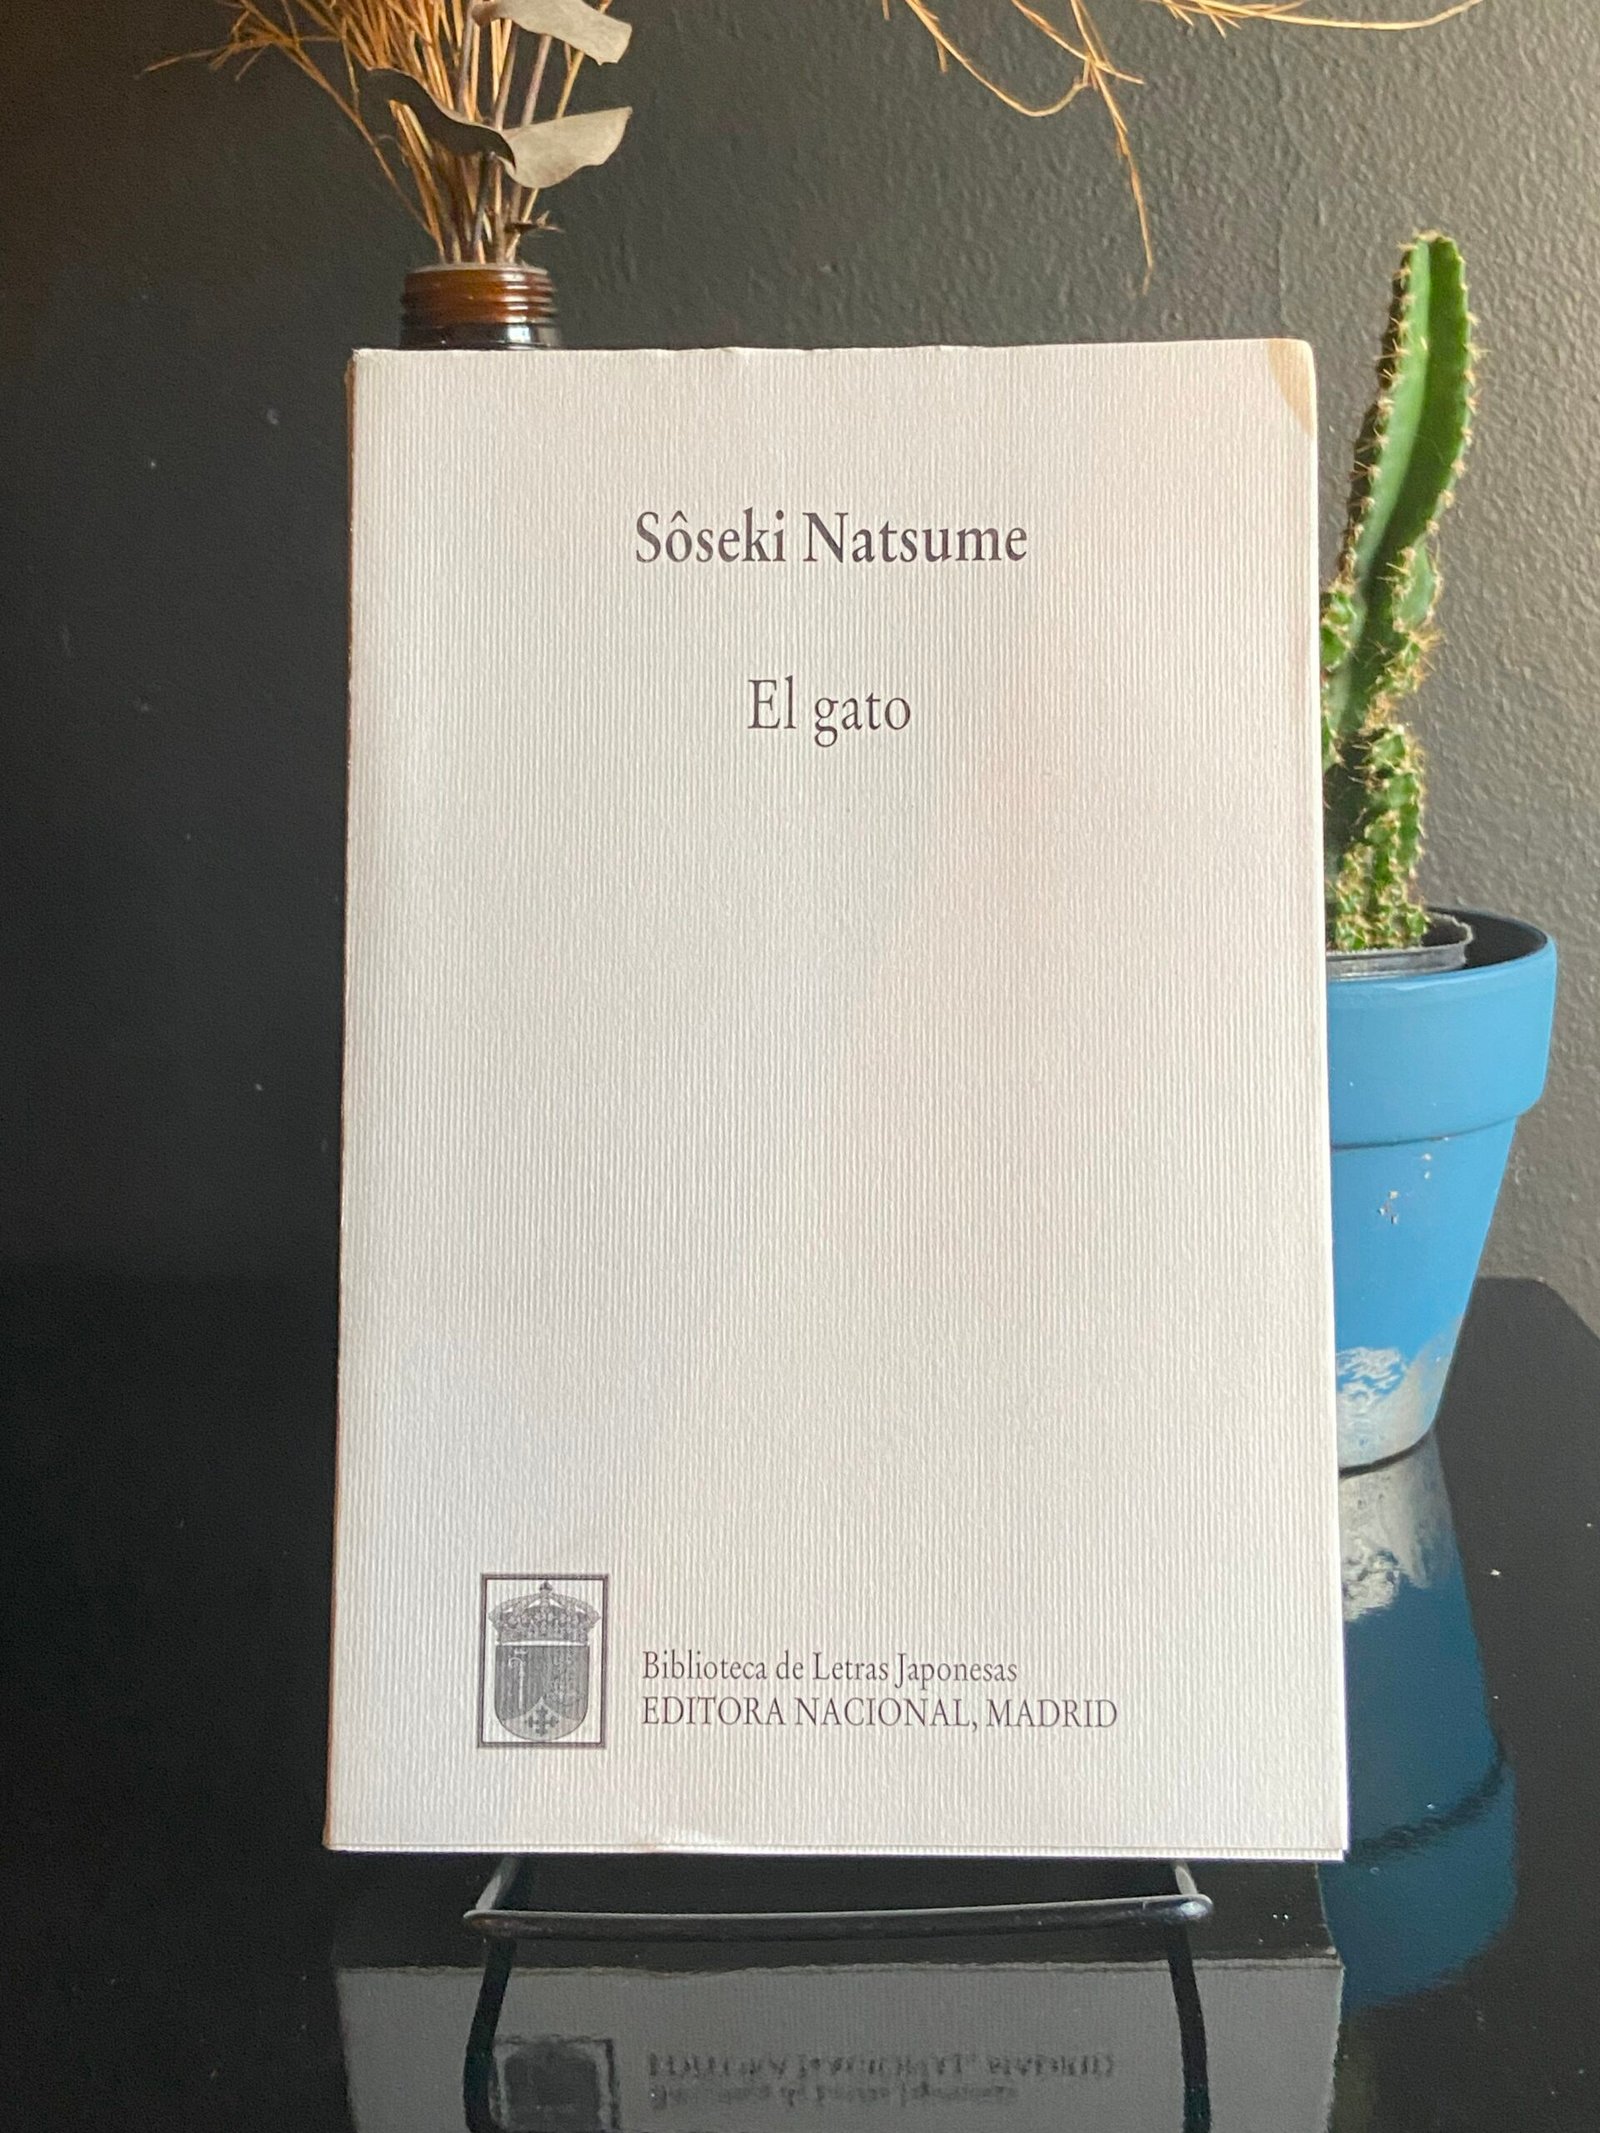 Sôseki Natsume
El gato
Biblioteca de Letras Japonesas
EDITORA NACIONAL, MADRID